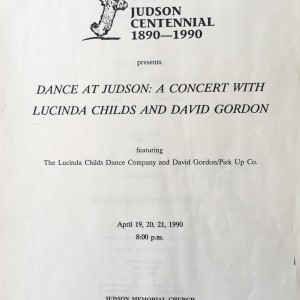 JUDSON
CENTENNIAL
1890—1990
presents
DANCE AT JUDSON: A CONCERT WITH
LUCINDA CHILDS AND DAVID GORDON
featuring
The Lucinda Childs Dance Company and David Gordon/Pick Up Co.
April 19, 20, 21, 1990
8:00 p.m.
JUDSON MEMORIAL CHURCH